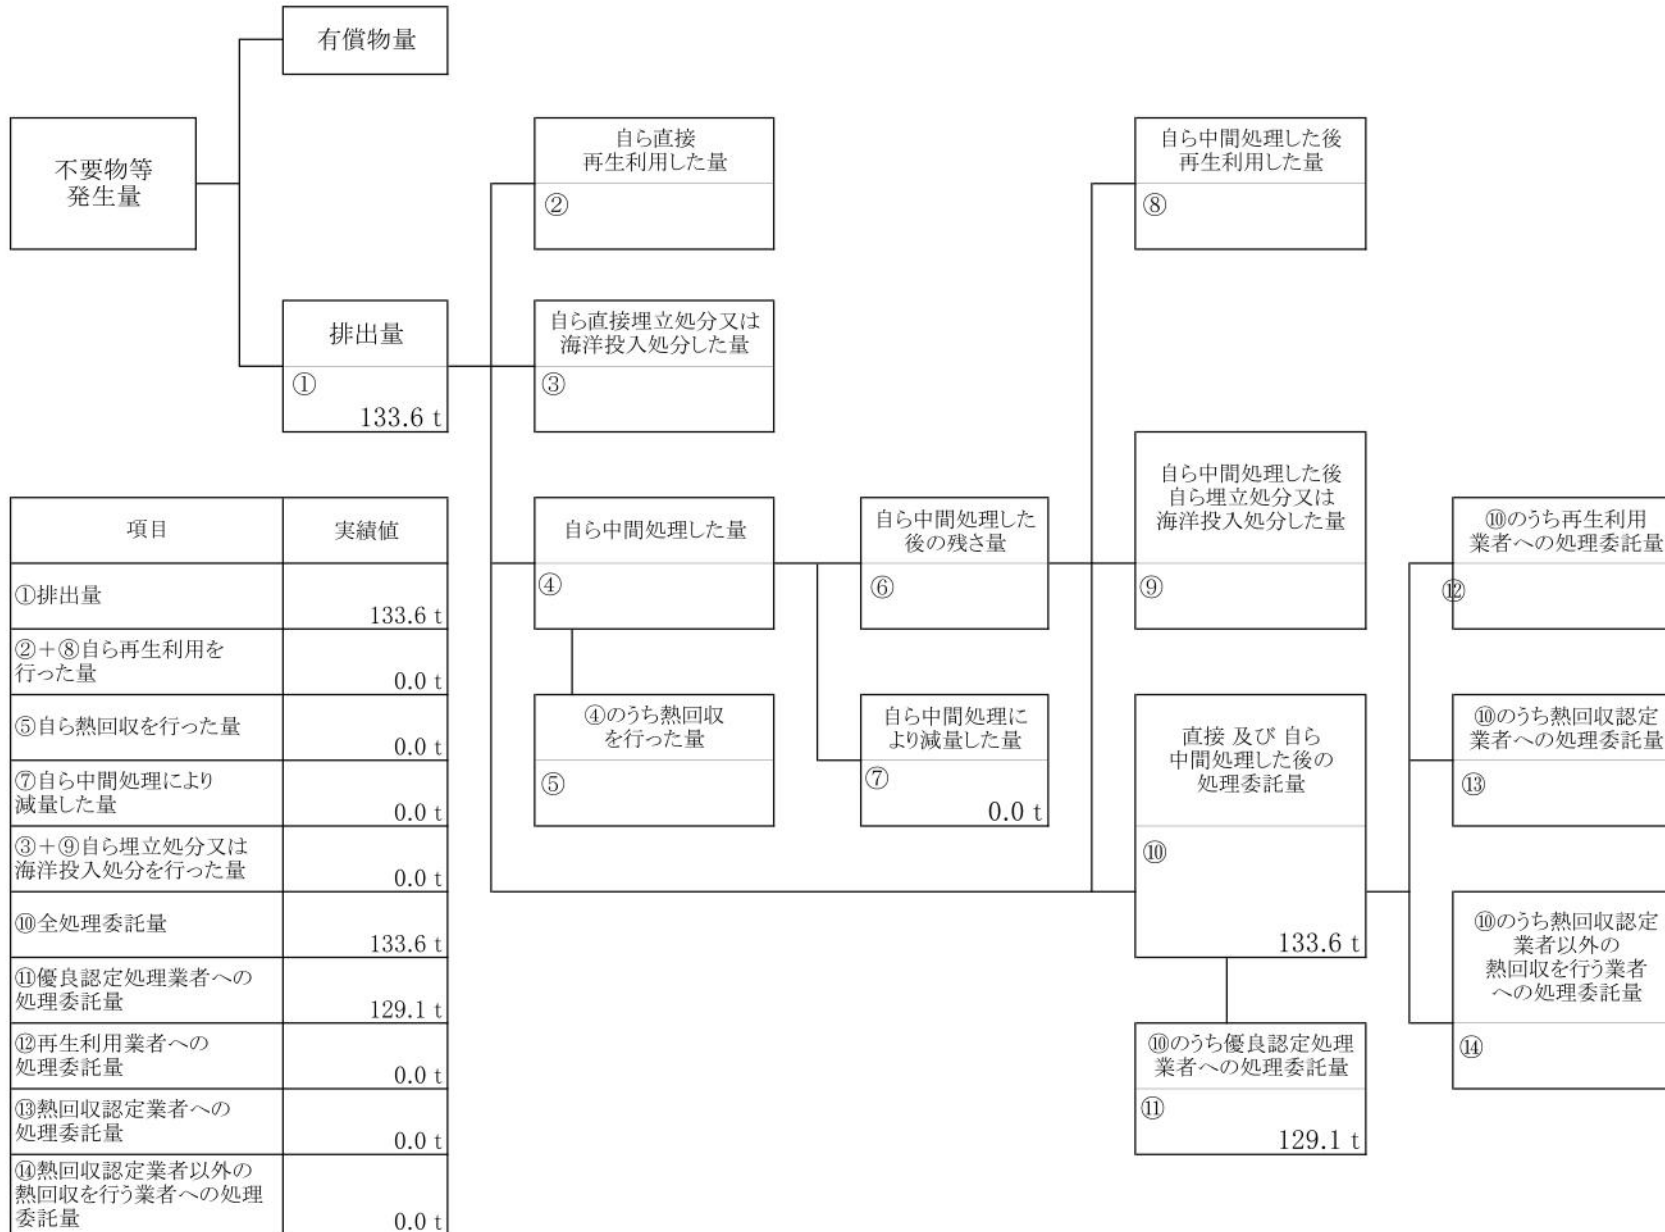 有償物量
不要物等
発生量
自ら直接
再生利用した量
②
自ら中間処理した後
再生利用した量
⑧
排出量
①
133.6 t
自ら直接埋立処分又は
海洋投入処分した量
③
自ら中間処理した量
④
自ら中間処理した
後の残さ量
⑥
自ら中間処理した後
自ら埋立処分又は
海洋投入処分した量
⑨
⑩のうち再生利用
業者への処理委託量
⑫
④のうち熱回収
を行った量
⑤
自ら中間処理に
より減量した量
⑦
0.0 t
直接 及び 自ら
中間処理した後の
処理委託量
⑩
133.6 t
⑩のうち熱回収認定
業者への処理委託量
⑬
⑩のうち熱回収認定
業者以外の
熱回収を行う業者
への処理委託量
⑭
⑩のうち優良認定処理
業者への処理委託量
⑪
129.1 t
項目 実績値
①排出量
133.6 t
②+⑧自ら再生利用を
行った量
0.0 t
⑤自ら熱回収を行った量
0.0 t
⑦自ら中間処理により
減量した量
0.0 t
③+⑨自ら埋立処分又は
海洋投入処分を行った量
0.0 t
⑩全処理委託量
133.6 t
⑪優良認定処理業者への
処理委託量
129.1 t
⑫再生利用業者への
処理委託量
0.0 t
⑬熱回収認定業者への
処理委託量
0.0 t
⑭熱回収認定業者以外の
熱回収を行う業者への処理
委託量
0.0 t